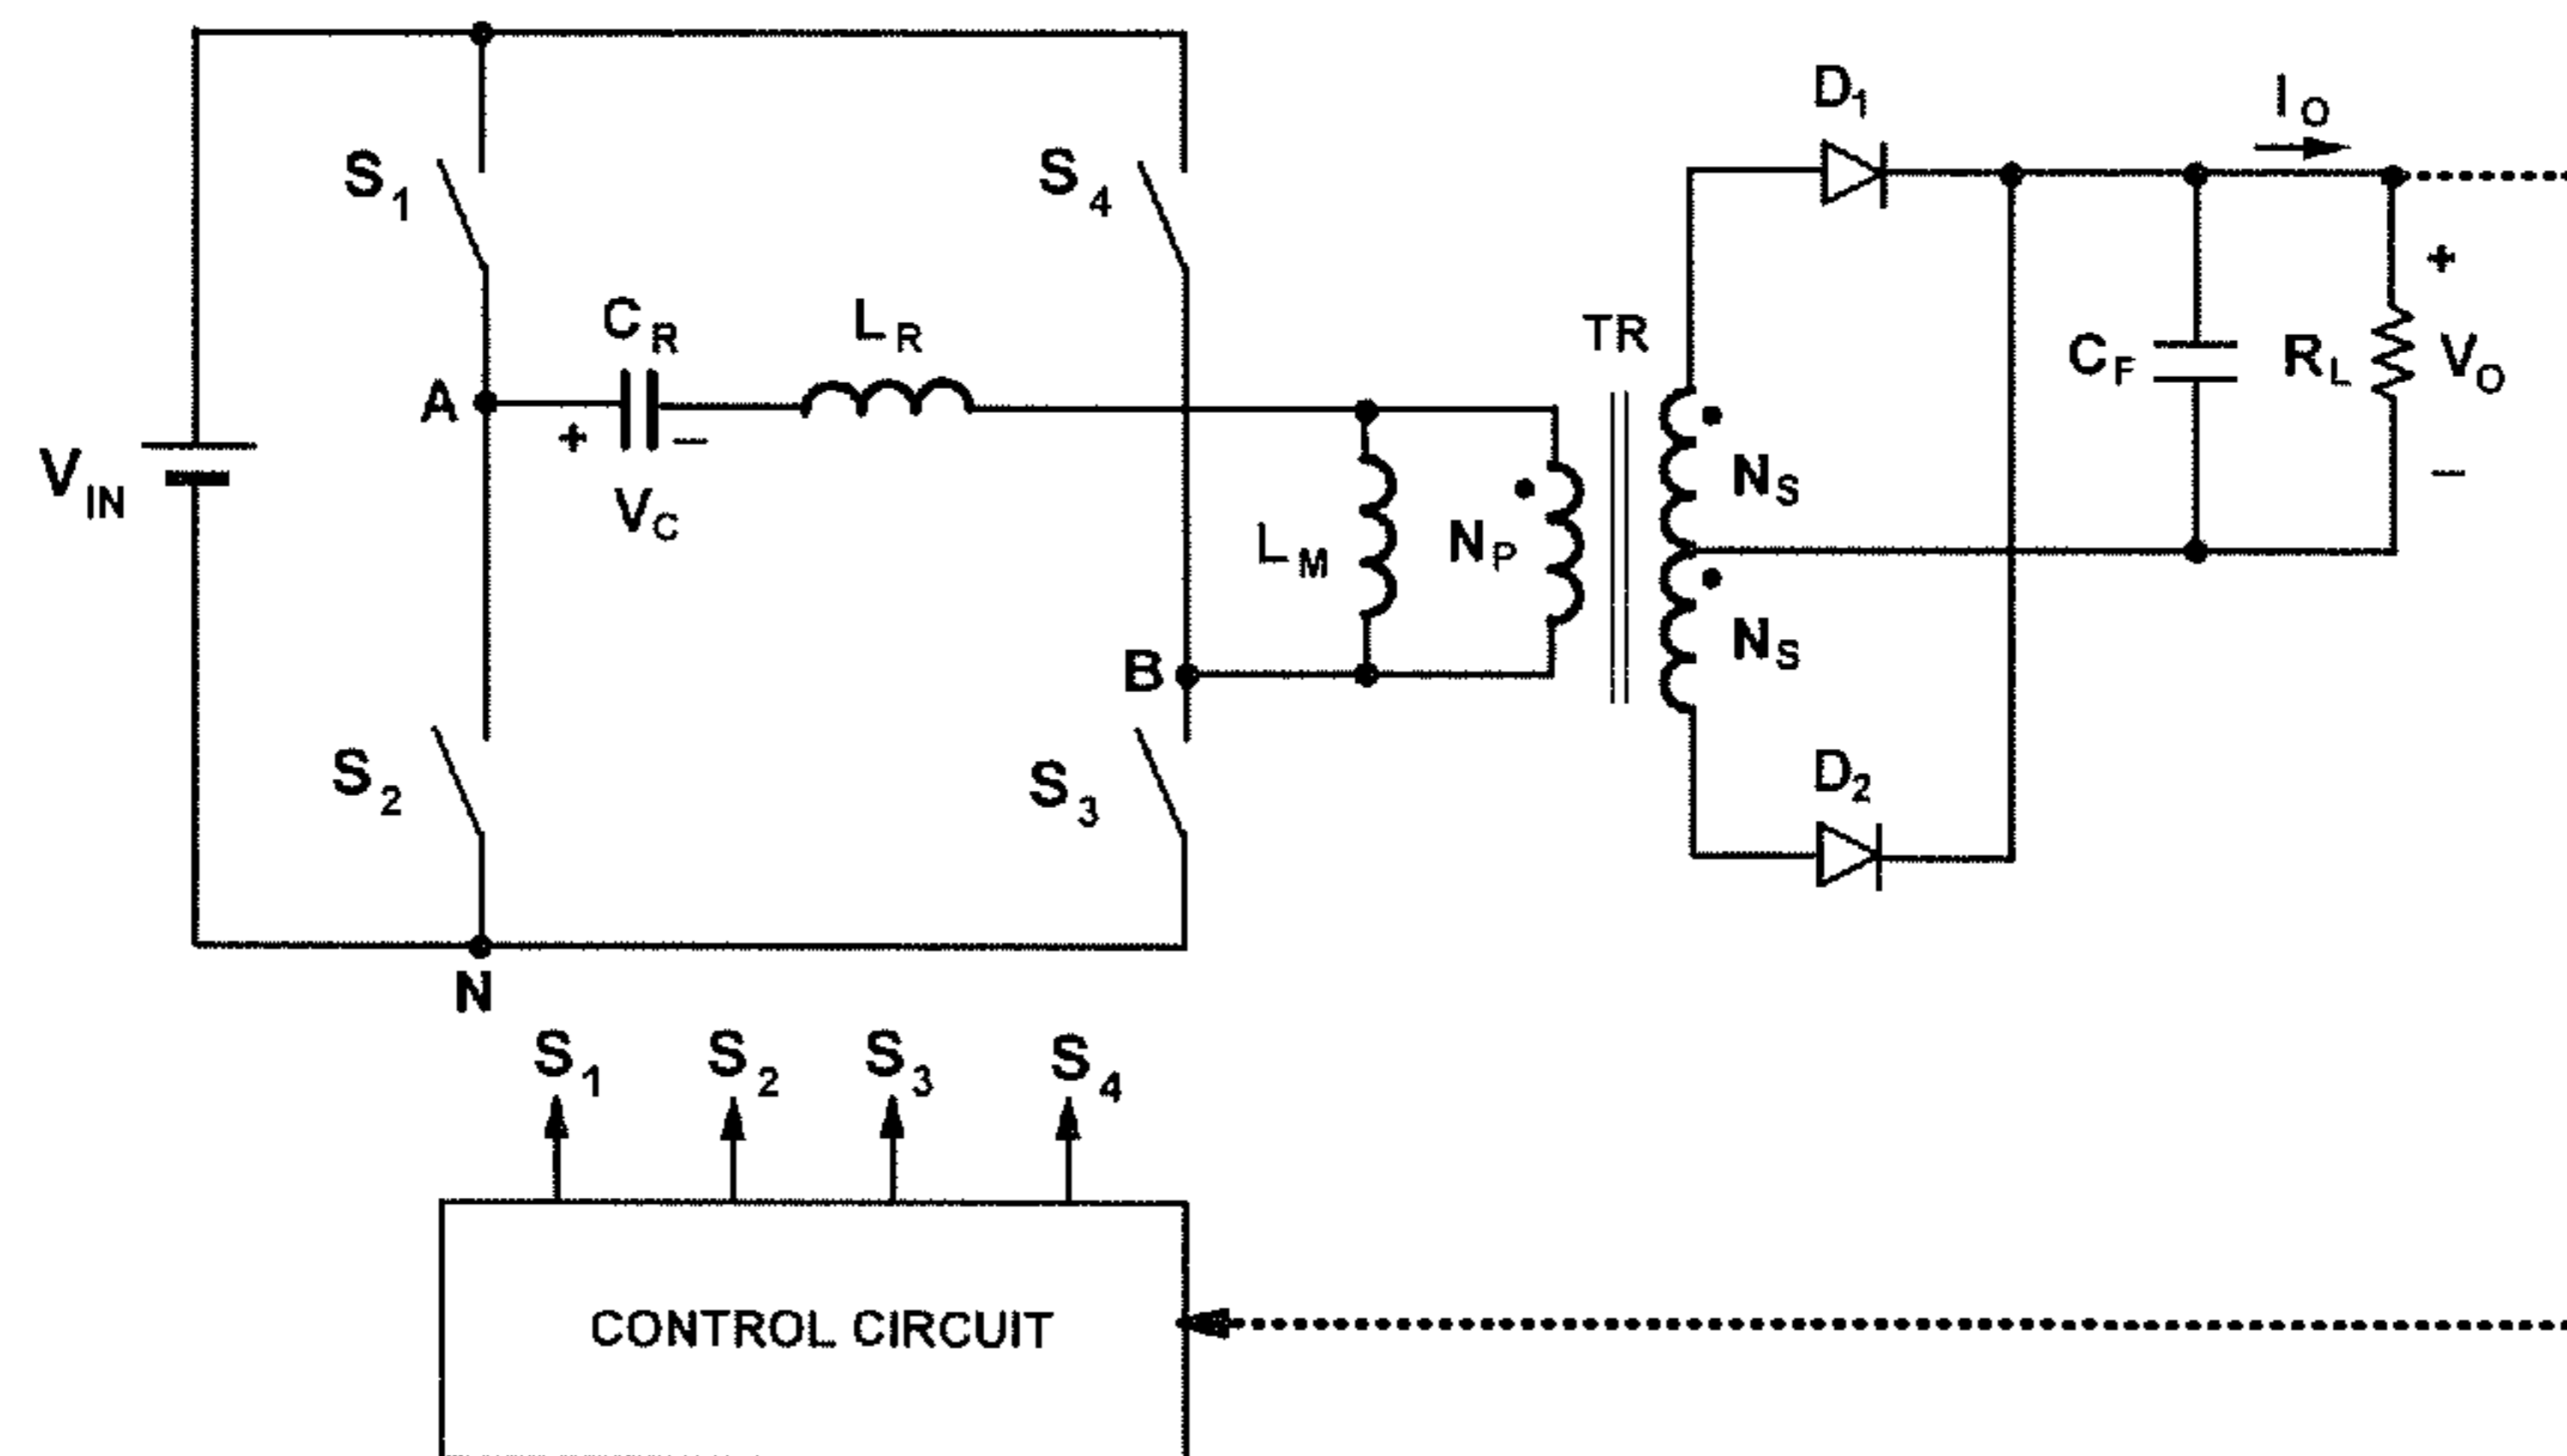 D1
IO
S1
S4
CR
LR
TR
A
+
−
VC
VIN
CF
RL
+
VO
−
NS
LM
NP
NS
B
D2
S2
S3
N
S1 S2 S3 S4
CONTROL CIRCUIT